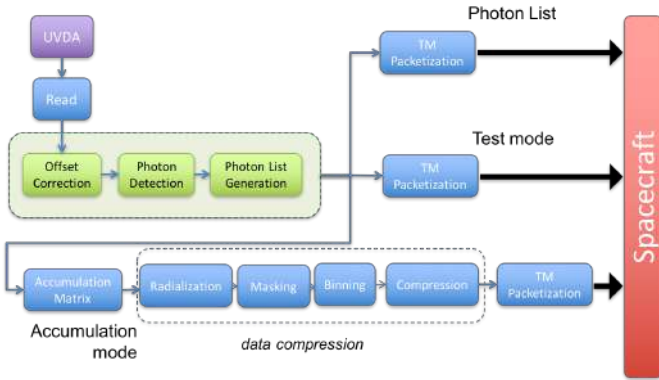 Photon List
UVDA
TM
Packetization
Read
Test mode
Offset
Correction
Photon
Detection
Photon List
Generation
TM
Packetization
Spacecraft
Accumulation
Matrix
Radialization
Masking
Binning
Compression
TM
Packetization
Accumulation
mode
data compression